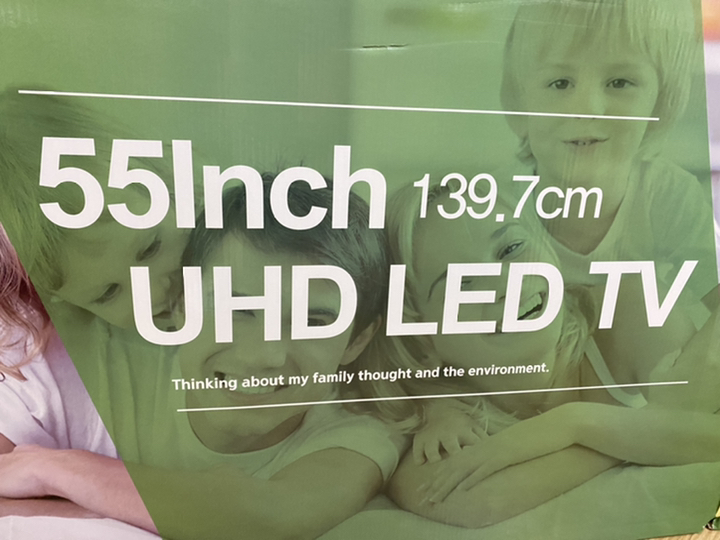 55Inch 139.7cm
UHD LED TV
Thinking about my family thought and the environment.